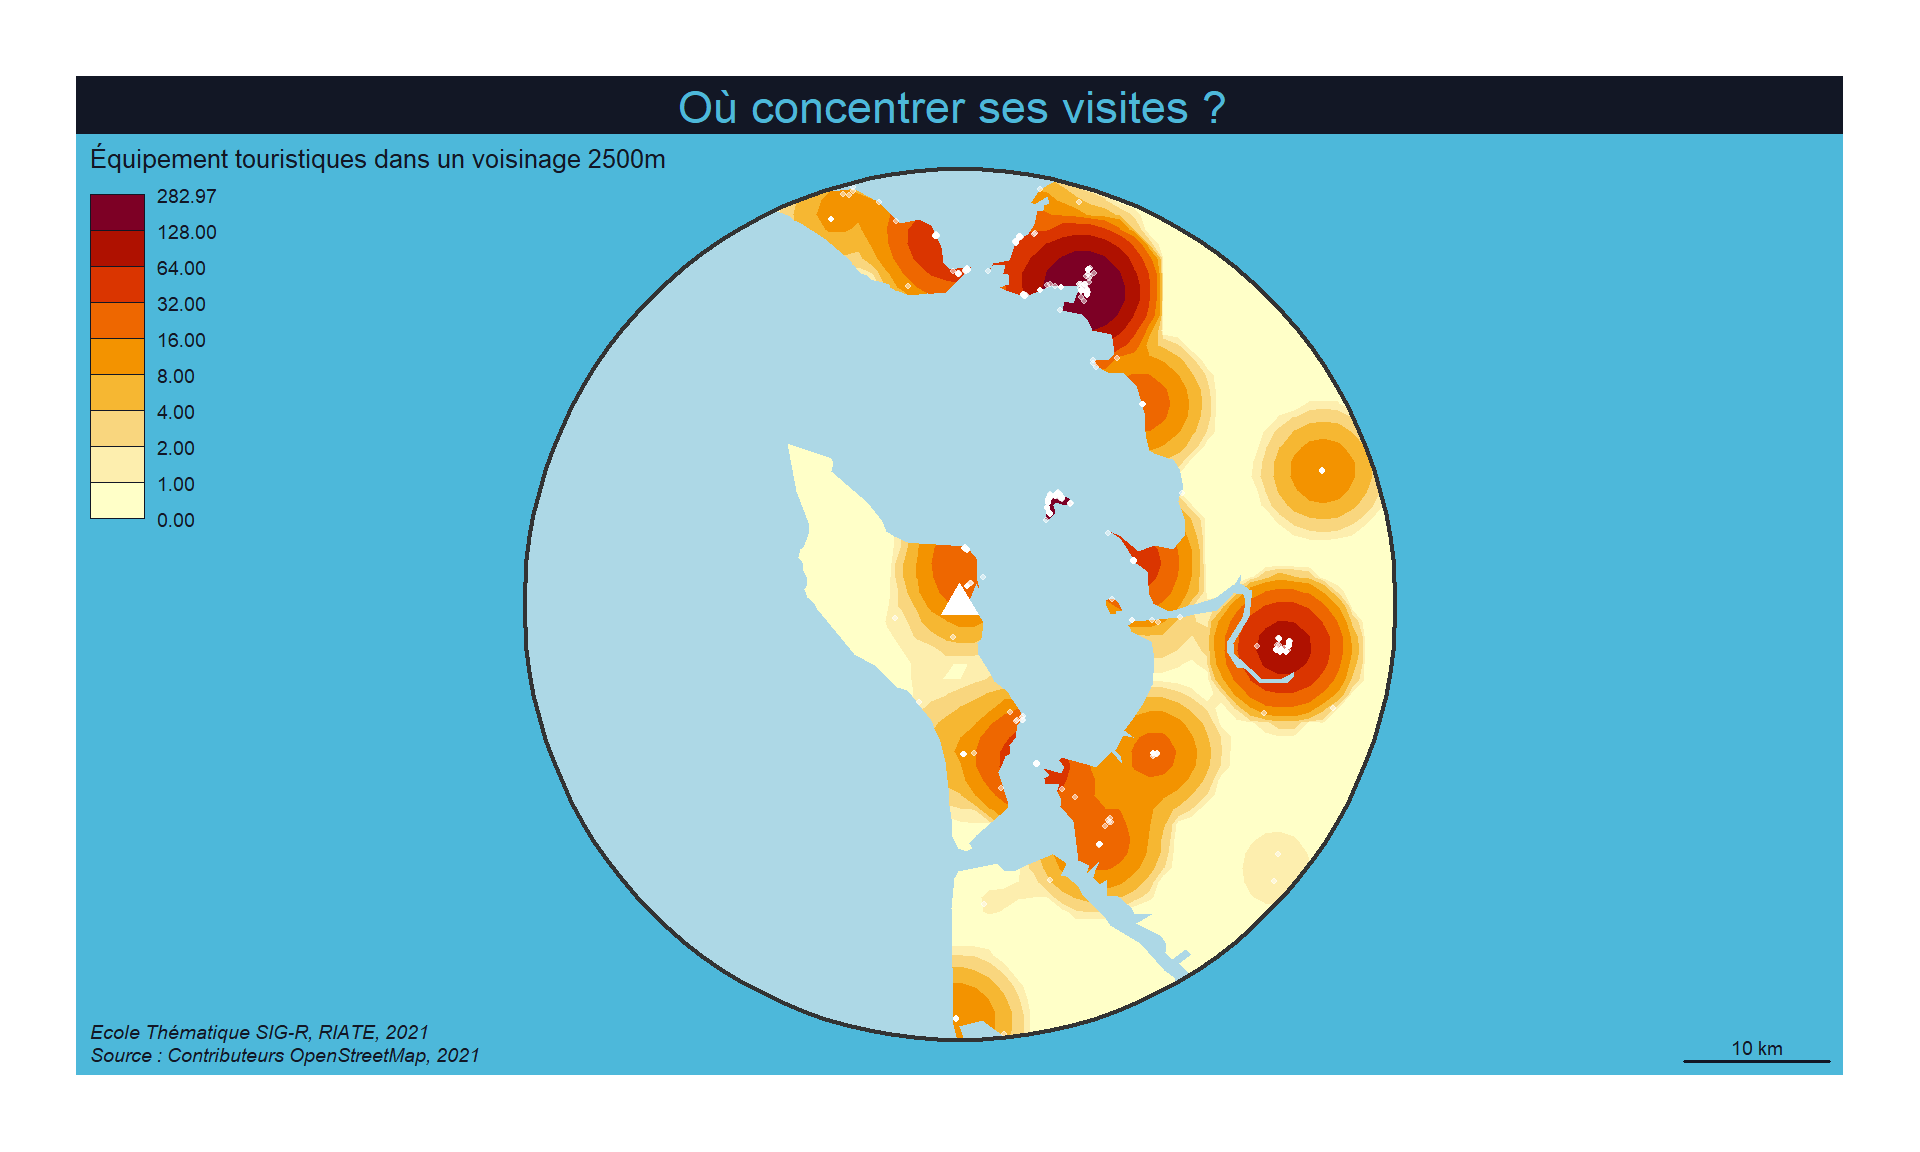 Où concentrer ses visites ?
Équipement touristiques dans un voisinage 2500m
282.97
128.00
64.00
32.00
16.00
8.00
4.00
2.00
1.00
0.00
Ecole Thématique SIG-R, RIATE, 2021
Source : Contributeurs OpenStreetMap, 2021
10 km